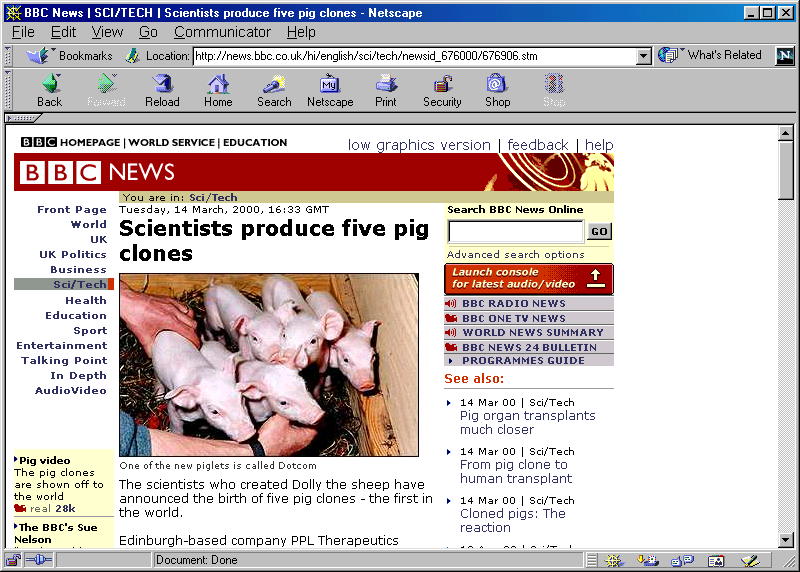 BBC News | SCI/TECH | Scientists produce five pig clones - Netscape
File Edit View Go Communicator Help
Bookmarks Location: http://news.bbc.co.uk/hi/english/sci/tech/newsid_676000/676906.stm What's Related N
My
Back Forward Reload Home Search Netscape Print Security Shop Stop
BBC HOMEPAGE | WORLD SERVICE | EDUCATION
low graphics version | feedback | help
BBC NEWS
You are in: Sci/Tech
Front Page
World
UK
UK Politics
Business
Sci/Tech
Health
Education
Sport
Entertainment
Talking Point
In Depth
AudioVideo
Pig video
The pig clones
are shown off to
the world
real 28k
The BBC's Sue
Nelson
Tuesday, 14 March, 2000, 16:33 GMT
Scientists produce five pig
clones
One of the new piglets is called Dotcom
The scientists who created Dolly the sheep have
announced the birth of five pig clones - the first in
the world.
Edinburgh-based company PPL Therapeutics
Search BBC News Online
GO
Advanced search options
Launch console
for latest audio/video
BBC RADIO NEWS
BBC ONE TV NEWS
WORLD NEWS SUMMARY
BBC NEWS 24 BULLETIN
PROGRAMMES GUIDE
See also:
14 Mar 00 | Sci/Tech
Pig organ transplants
much closer
14 Mar 00 | Sci/Tech
From pig clone to
human transplant
14 Mar 00 | Sci/Tech
Cloned pigs: The
reaction
Document: Done